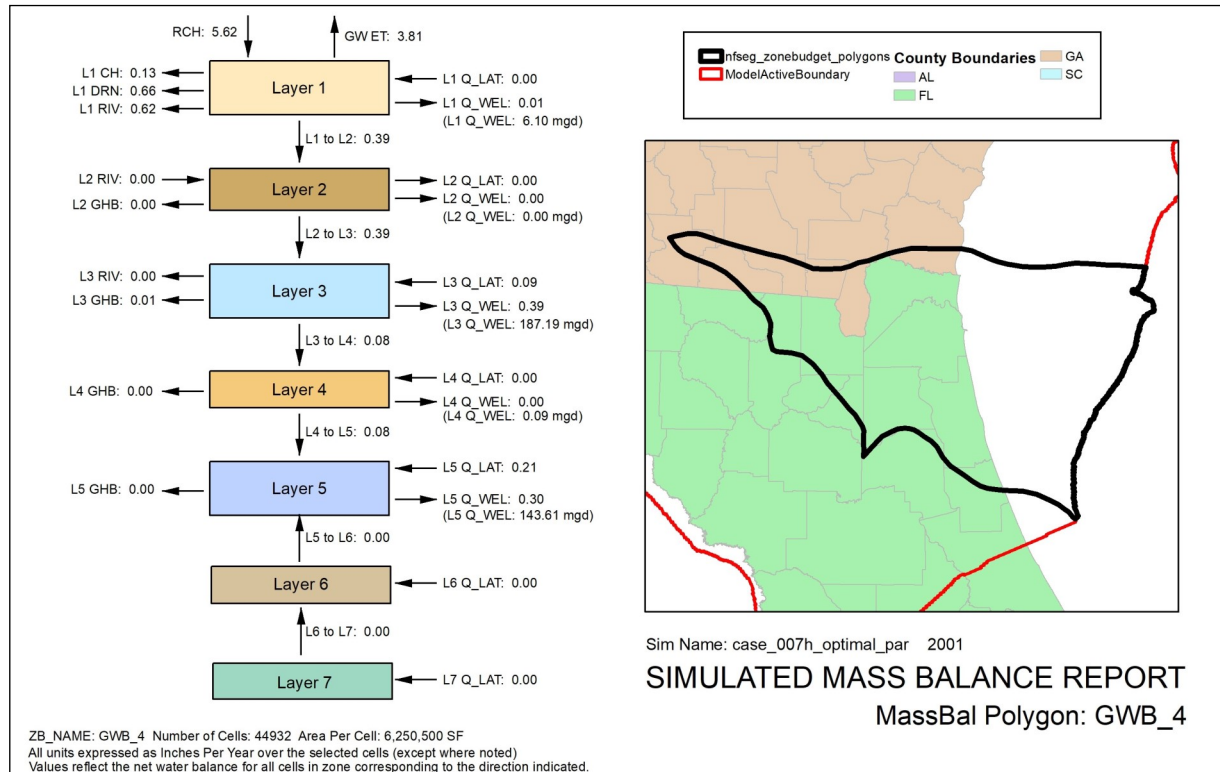 RCH: 5.62
GW ET: 3.81
L1 CH: 0.13
L1 DRN: 0.66
L1 RIV: 0.62
Layer 1
L1 Q_LAT: 0.00
L1 Q_WEL: 0.01
(L1 Q_WEL: 6.10 mgd)
L1 to L2: 0.39
L2 RIV: 0.00
L2 GHB: 0.00
Layer 2
L2 Q_LAT: 0.00
L2 Q_WEL: 0.00
(L2 Q_WEL: 0.00 mgd)
L2 to L3: 0.39
L3 RIV: 0.00
L3 GHB: 0.01
Layer 3
L3 Q_LAT: 0.09
L3 Q_WEL: 0.39
(L3 Q_WEL: 187.19 mgd)
L3 to L4: 0.08
L4 GHB: 0.00
Layer 4
L4 Q_LAT: 0.00
L4 Q_WEL: 0.00
(L4 Q_WEL: 0.09 mgd)
L4 to L5: 0.08
L5 GHB: 0.00
Layer 5
L5 Q_LAT: 0.21
L5 Q_WEL: 0.30
(L5 Q_WEL: 143.61 mgd)
L5 to L6: 0.00
Layer 6
L6 Q_LAT: 0.00
L6 to L7: 0.00
Layer 7
L7 Q_LAT: 0.00
ZB_NAME: GWB_4 Number of Cells: 44932 Area Per Cell: 6,250,500 SF
All units expressed as Inches Per Year over the selected cells (except where noted)
Values reflect the net water balance for all cells in zone corresponding to the direction indicated.
nfseg_zonebudget_polygons
ModelActiveBoundary
County Boundaries
AL
FL
GA
SC
Sim Name: case_007h_optimal_par 2001
SIMULATED MASS BALANCE REPORT
MassBal Polygon: GWB_4